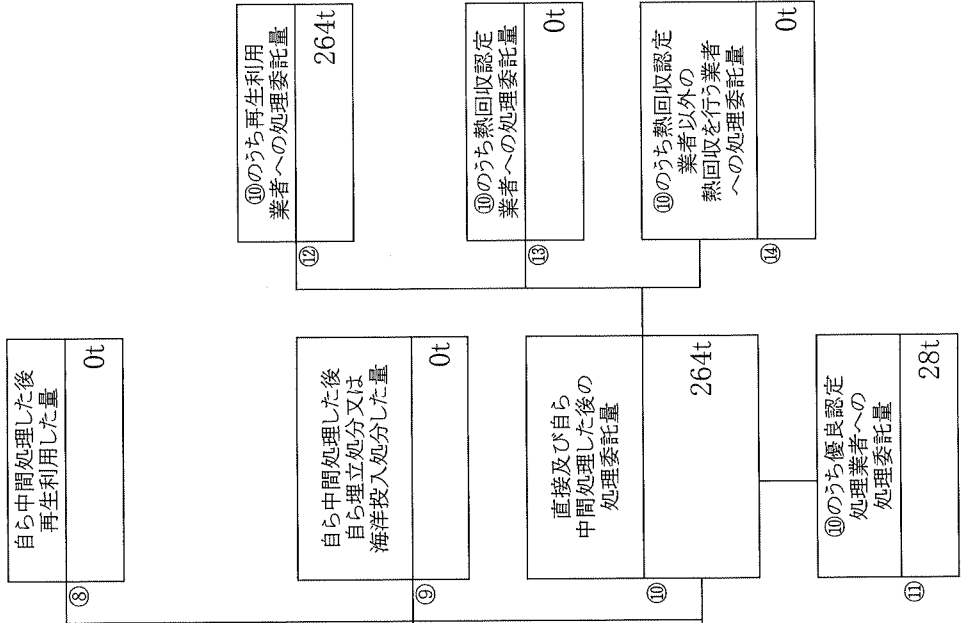 ⑧
自ら中間処理した後
再生利用した量
0t
⑨
自ら中間処理した後
自ら埋立処分又は
海洋投入処分した量
0t
⑩
直接及び自ら
中間処理した後の
処理委託量
264t
⑪
⑩のうち優良認定
処理業者への
処理委託量
28t
⑫
⑩のうち再生利用
業者への処理委託量
264t
⑬
⑩のうち熱回収認定
業者への処理委託量
0t
⑭
⑩のうち熱回収認定
業者以外の
熱回収を行う業者
への処理委託量
0t